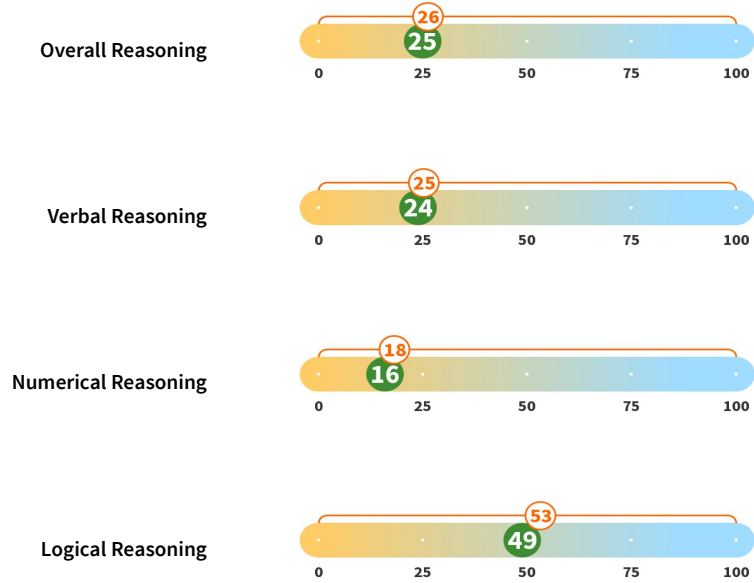 26
Overall Reasoning 25
0 25 50 75 100
25
Verbal Reasoning 24
0 25 50 75 100
18
Numerical Reasoning 16
0 25 50 75 100
53
Logical Reasoning 49
0 25 50 75 100